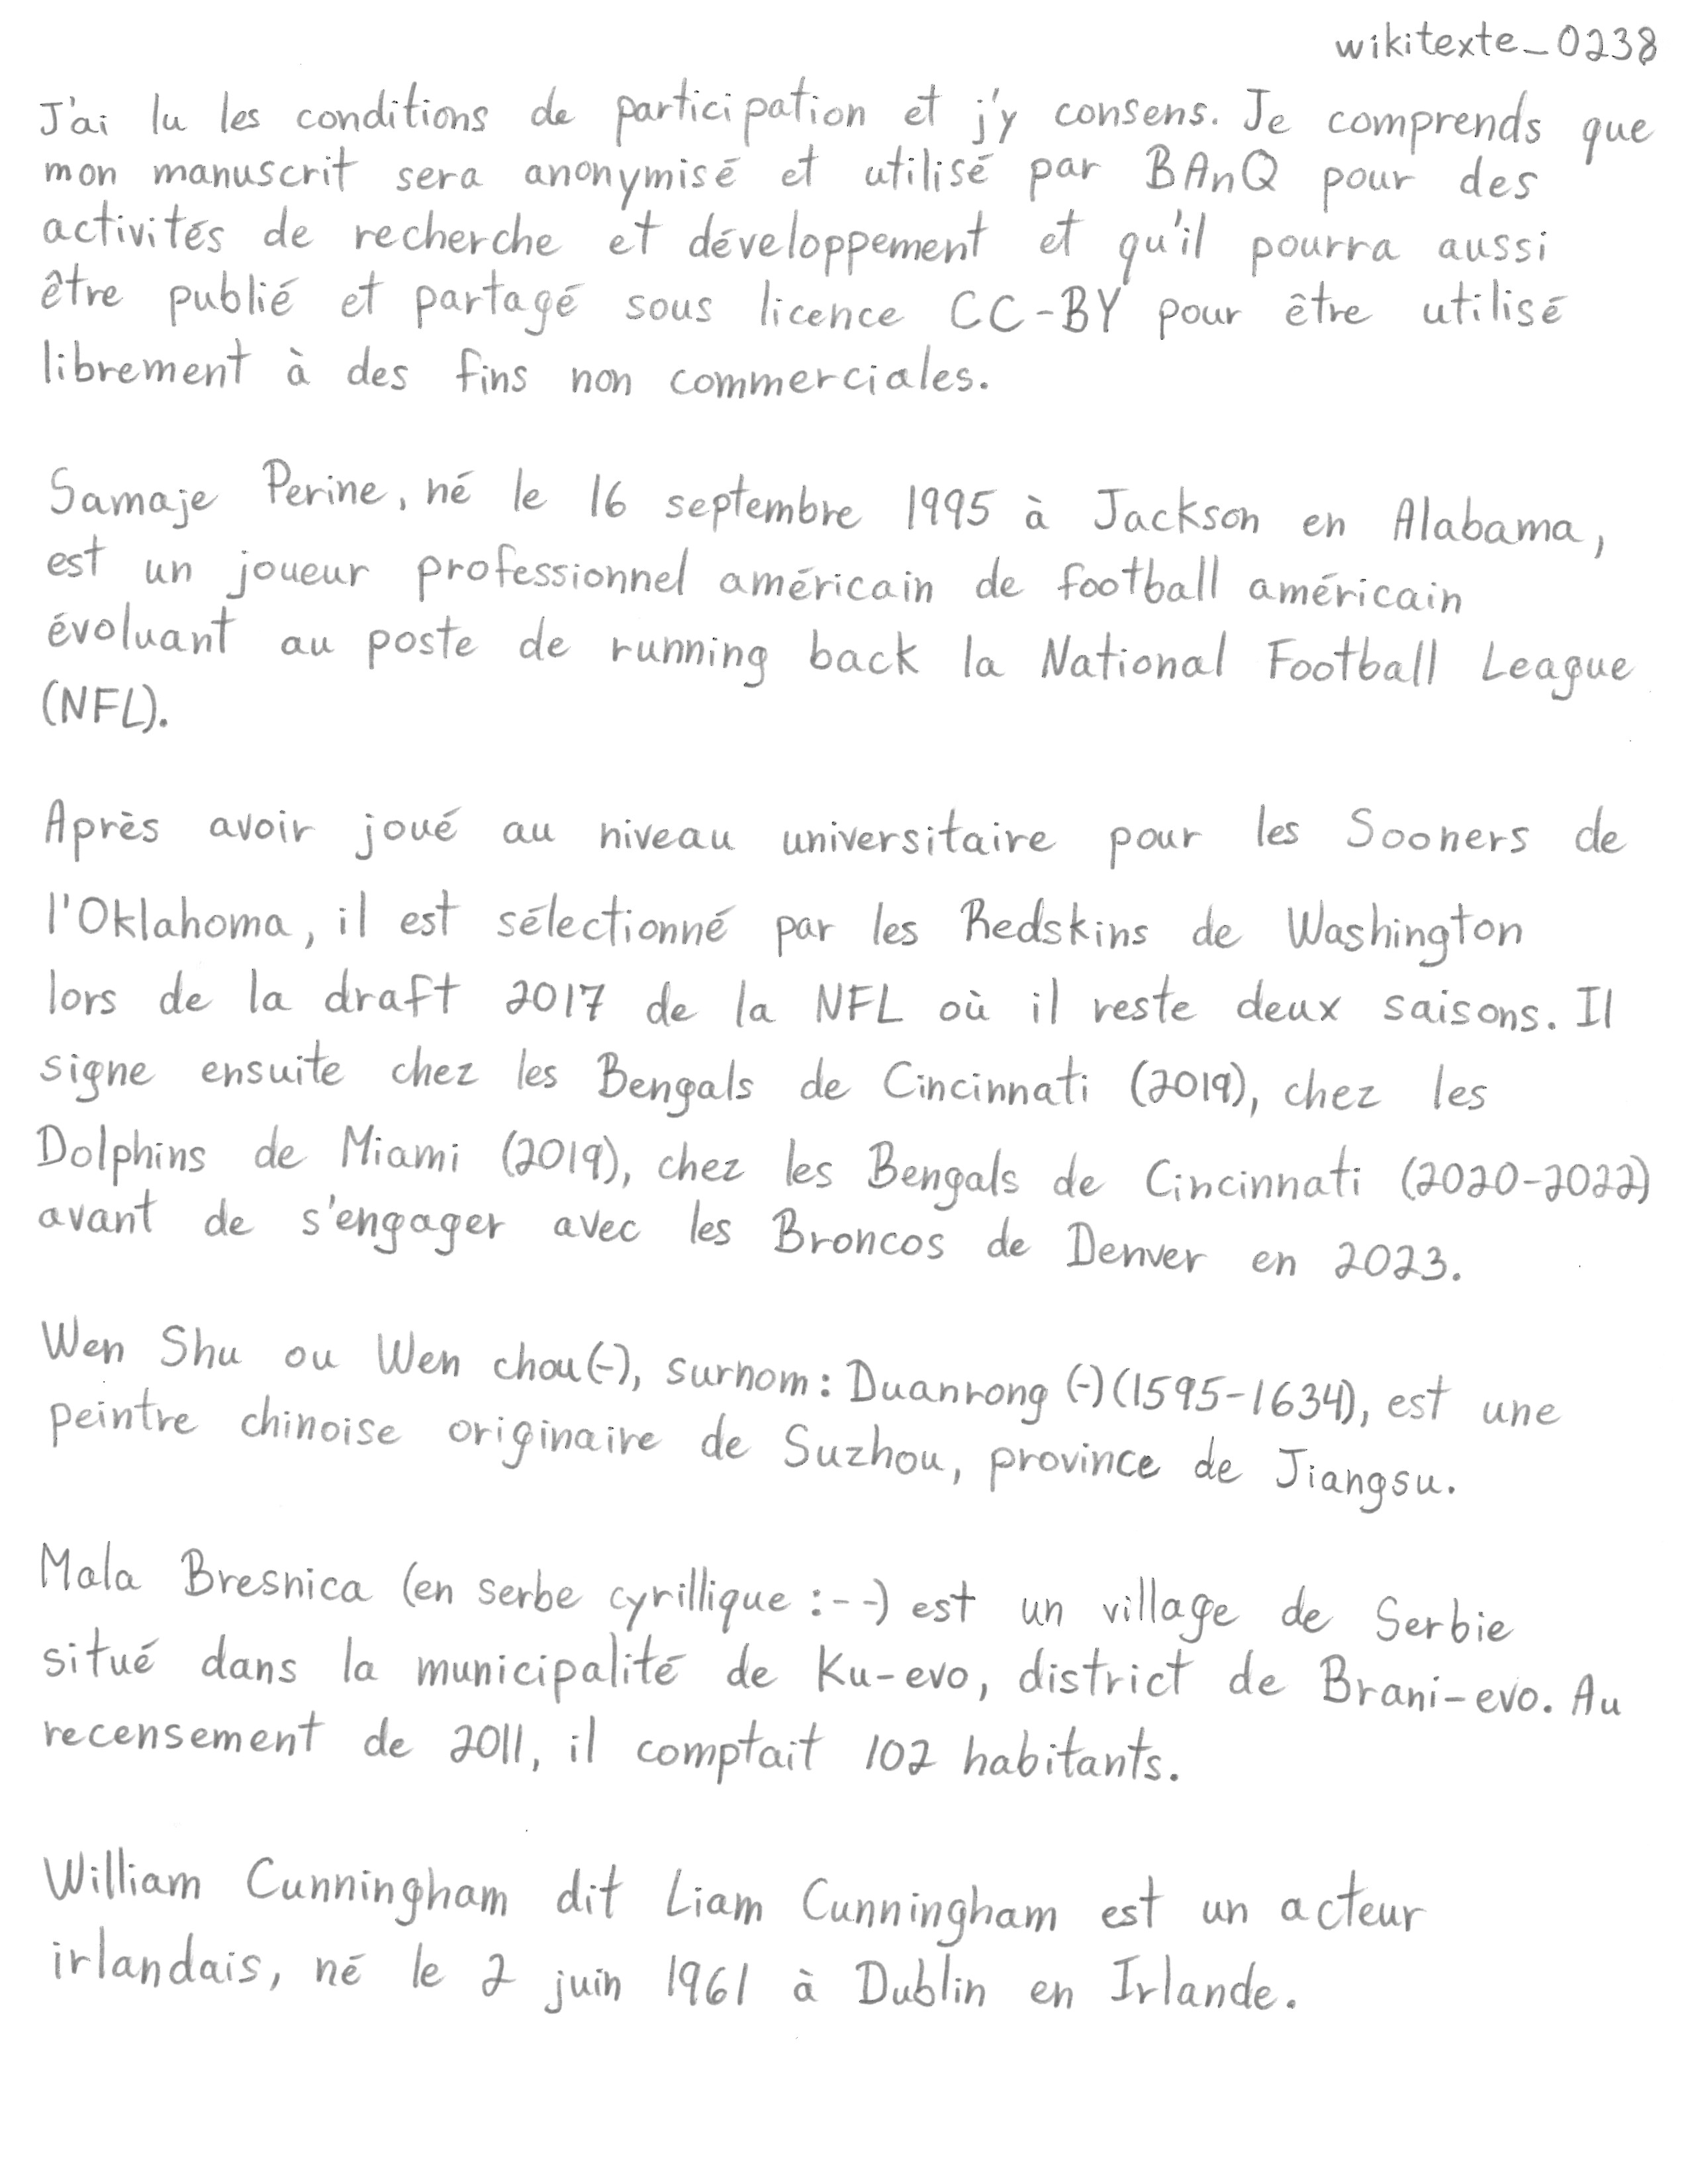 wikitexte_0238
J'ai lu les conditions de participation et j'y consens. Je comprends que
mon manuscrit sera anonymisé et utilisé par BAnQ pour des
activités de recherche et développement et qu'il pourra aussi
être publié et partagé sous licence CC-BY pour être utilisé
librement à des fins non commerciales.
Samaje Perine, né le 16 septembre 1995 à Jackson en Alabama,
est un joueur professionnel américain de football américain
évoluant au poste de running back la National Football League
(NFL).
Après avoir joué au niveau universitaire pour les Sooners de
l'Oklahoma, il est sélectionné par les Redskins de Washington
lors de la draft 2017 de la NFL où il reste deux saisons. Il
signe ensuite chez les Bengals de Cincinnati (2019), chez les
Dolphins de Miami (2019), chez les Bengals de Cincinnati (2020-2022)
avant de s'engager avec les Broncos de Denver en 2023.
Wen Shu ou Wen chou(-), surnom: Duanrong (-)(1595-1634), est une
peintre chinoise originaire de Suzhou, province de Jiangsu.
Mala Bresnica (en serbe cyrillique :--) est un village de Serbie
situé dans la municipalité de Ku-evo, district de Brani-evo. Au
recensement de 2011, il comptait 102 habitants.
William Cunningham dit Liam Cunningham est un acteur
irlandais, né le 2 juin 1961 à Dublin en Irlande.